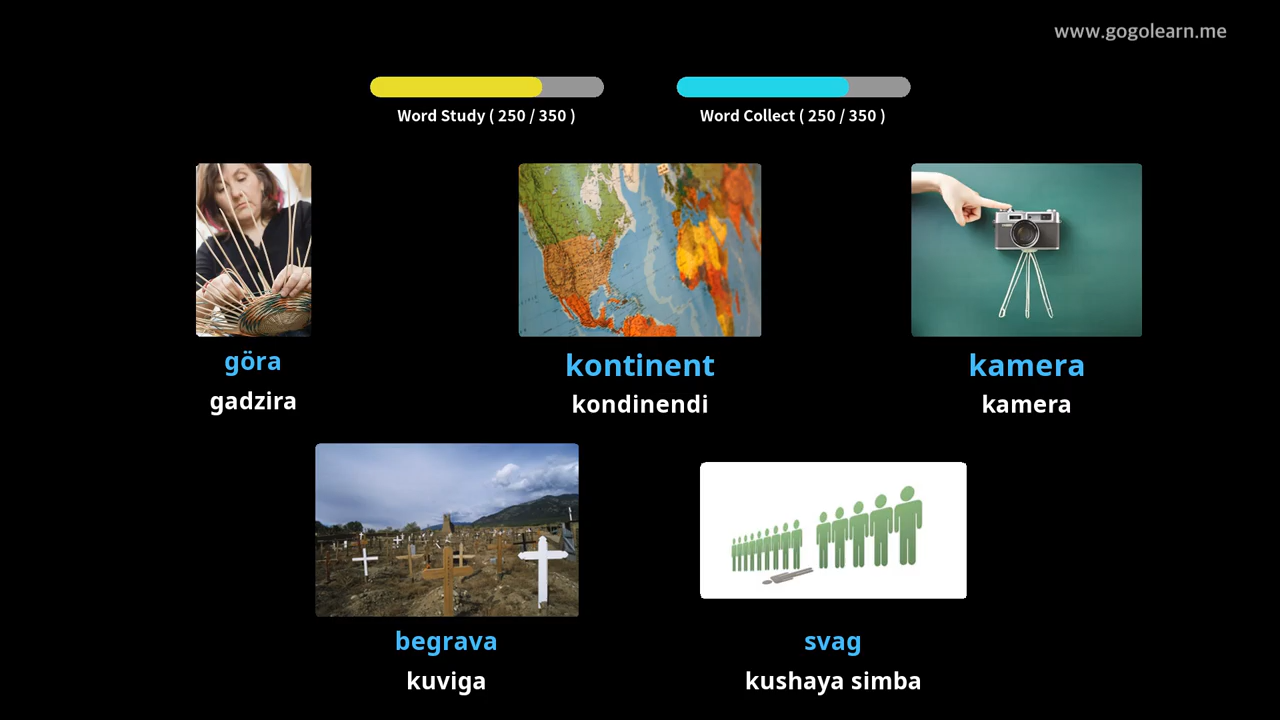 www.gogolearn.me
Word Study ( 250 / 350 )
Word Collect ( 250 / 350 )
göra
gadzira
kontinent
kondinendi
kamera
kamera
begrava
kuviga
svag
kushaya simba